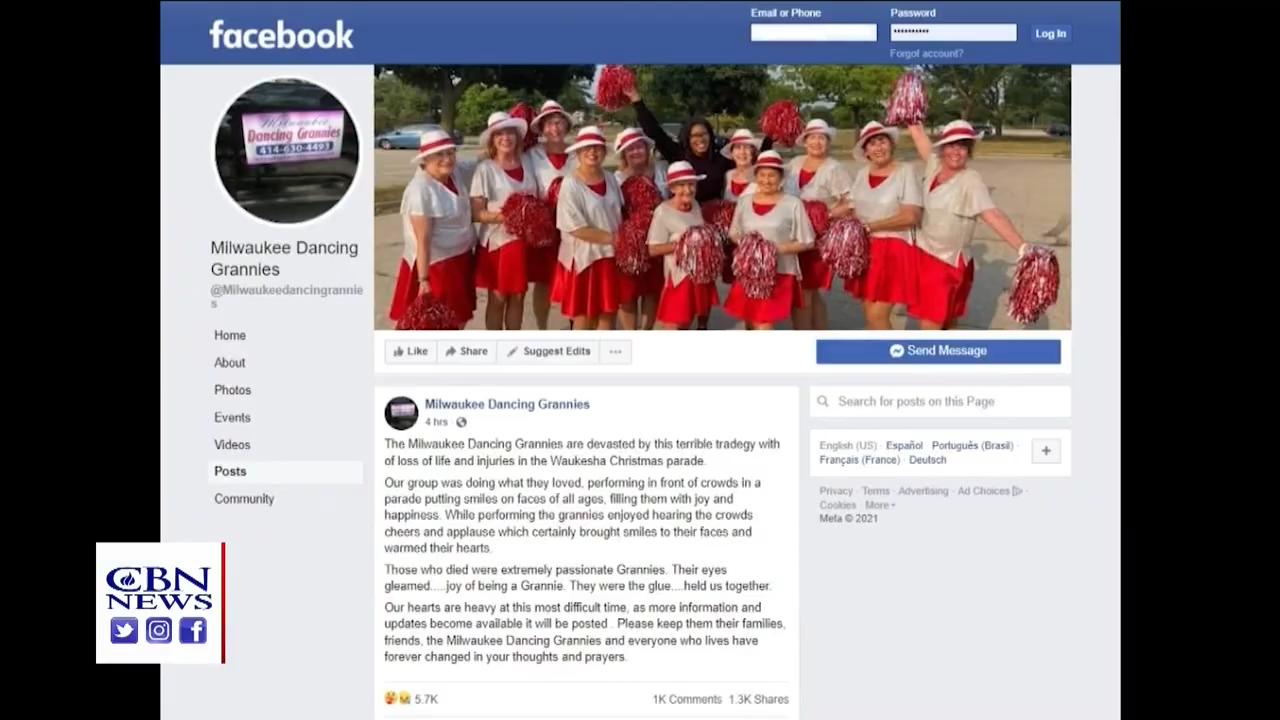 facebook
Email or Phone
Password
••••••••••
Log In
Forgot account?
Milwaukee
Dancing Grannies
414-630-4493
Milwaukee Dancing
Grannies
@Milwaukeedancingrannie
s
Home
About
Photos
Events
Videos
Posts
Community
Like
Share
Suggest Edits
...
Send Message
Milwaukee Dancing Grannies
4 hrs ·
The Milwaukee Dancing Grannies are devasted by this terrible tradegy with
of loss of life and injuries in the Waukesha Christmas parade.
Our group was doing what they loved, performing in front of crowds in a
parade putting smiles on faces of all ages, filling them with joy and
happiness. While performing the grannies enjoyed hearing the crowds
cheers and applause which certainly brought smiles to their faces and
warmed their hearts.
Those who died were extremely passionate Grannies. Their eyes
gleamed.....joy of being a Grannie. They were the glue....held us together.
Our hearts are heavy at this most difficult time, as more information and
updates become available it will be posted . Please keep them their families,
friends, the Milwaukee Dancing Grannies and everyone who lives have
forever changed in your thoughts and prayers.
5.7K
1K Comments 1.3K Shares
Search for posts on this Page
English (US) · Español · Português (Brasil) ·
Français (France) · Deutsch
+
Privacy · Terms · Advertising · Ad Choices ·
Cookies · More
Meta © 2021
CBN
NEWS